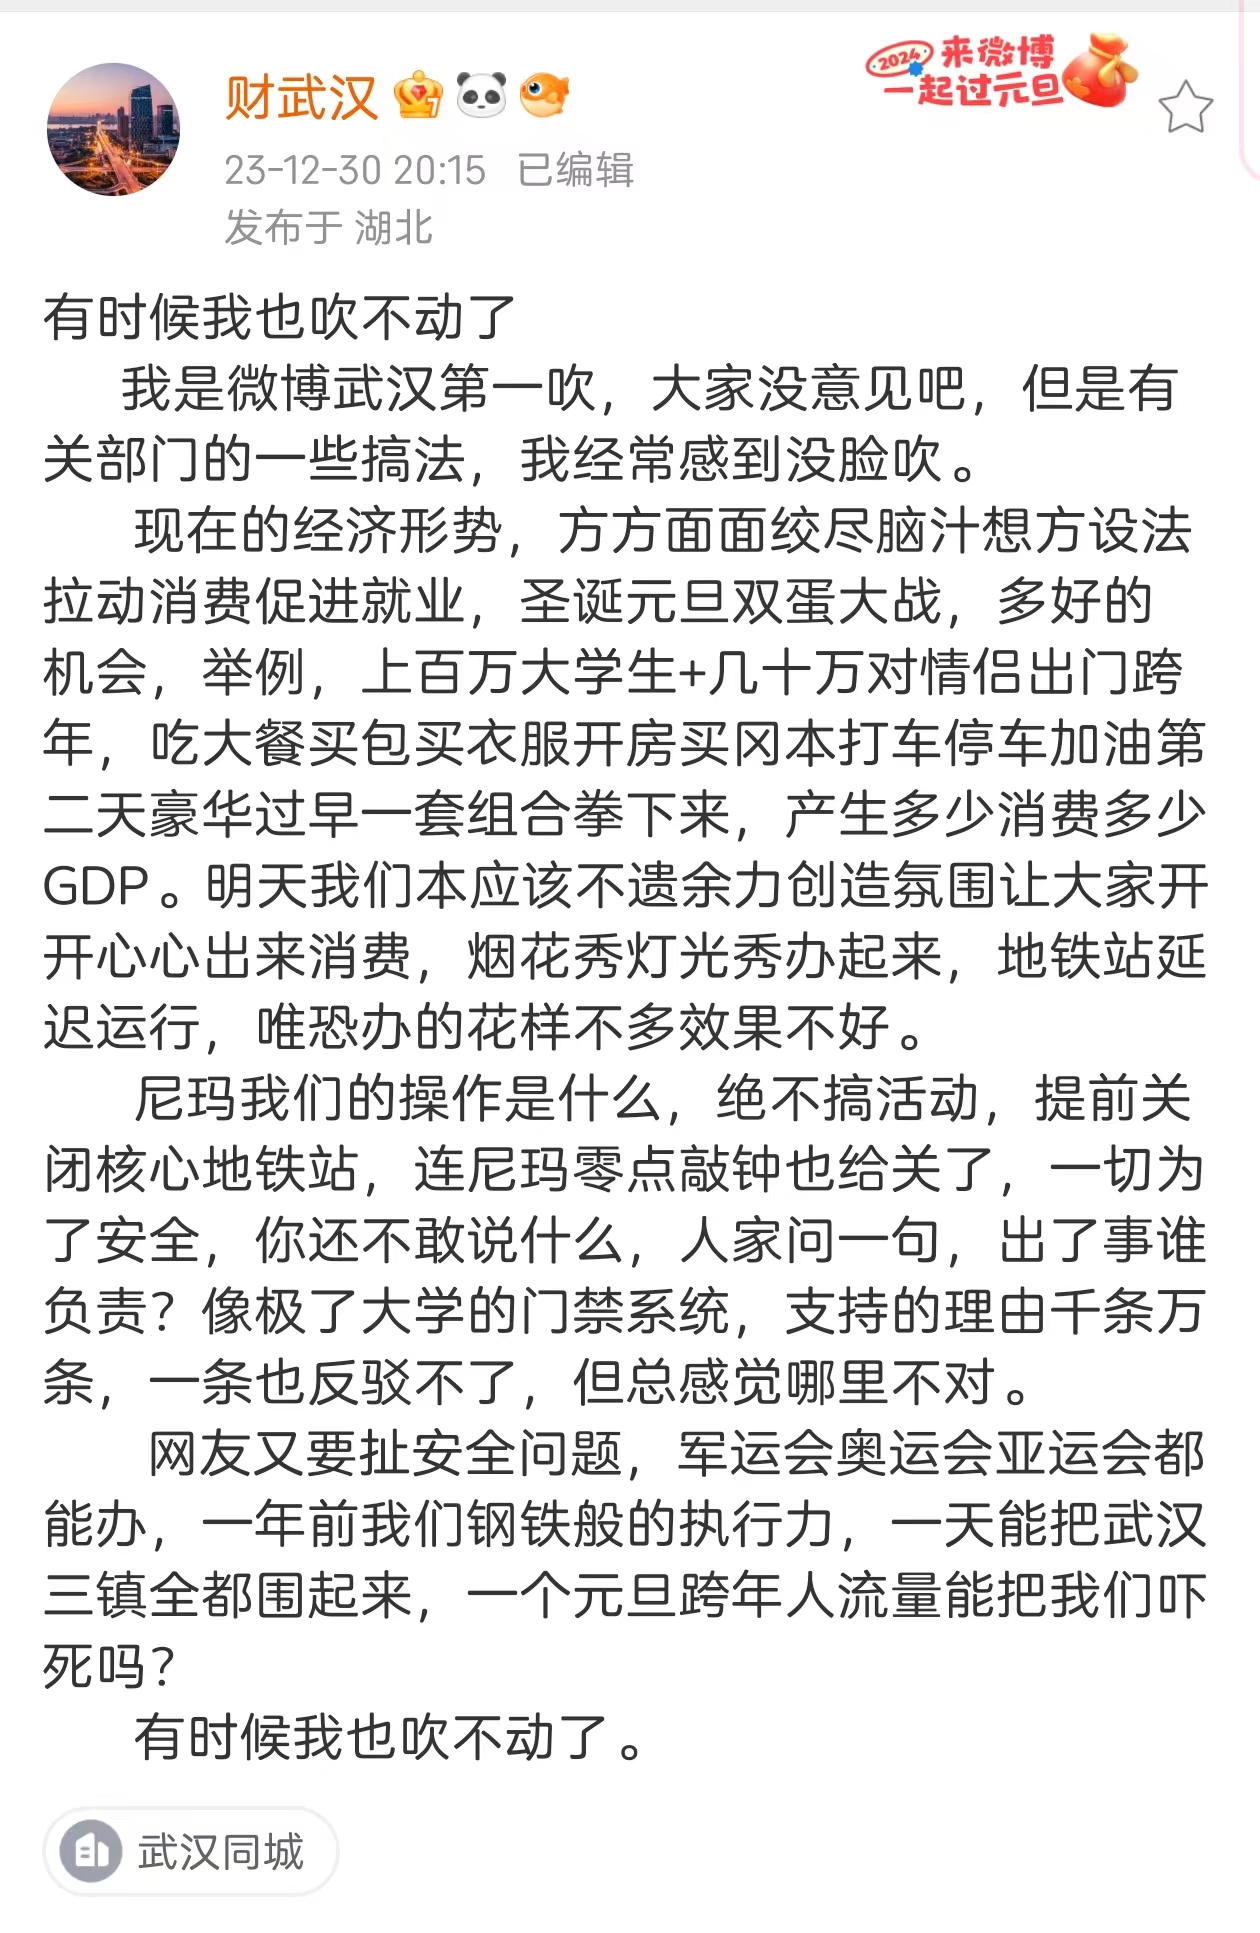 2024 来微博
一起过元旦
财武汉
23-12-30 20:15 已编辑
发布于 湖北
有时候我也吹不动了
我是微博武汉第一吹，大家没意见吧，但是有
关部门的一些搞法，我经常感到没脸吹。
现在的经济形势，方方面面绞尽脑汁想方设法
拉动消费促进就业，圣诞元旦双蛋大战，多好的
机会，举例，上百万大学生+几十万对情侣出门跨
年，吃大餐买包买衣服开房买冈本打车停车加油第
二天豪华过早一套组合拳下来，产生多少消费多少
GDP。明天我们本应该不遗余力创造氛围让大家开
开心心出来消费，烟花秀灯光秀办起来，地铁站延
迟运行，唯恐办的花样不多效果不好。
尼玛我们的操作是什么，绝不搞活动，提前关
闭核心地铁站，连尼玛零点敲钟也给关了，一切为
了安全，你还不敢说什么，人家问一句，出了事谁
负责？像极了大学的门禁系统，支持的理由千条万
条，一条也反驳不了，但总感觉哪里不对。
网友又要扯安全问题，军运会奥运会亚运会都
能办，一年前我们钢铁般的执行力，一天能把武汉
三镇全都围起来，一个元旦跨年人流量能把我们吓
死吗？
有时候我也吹不动了。
武汉同城